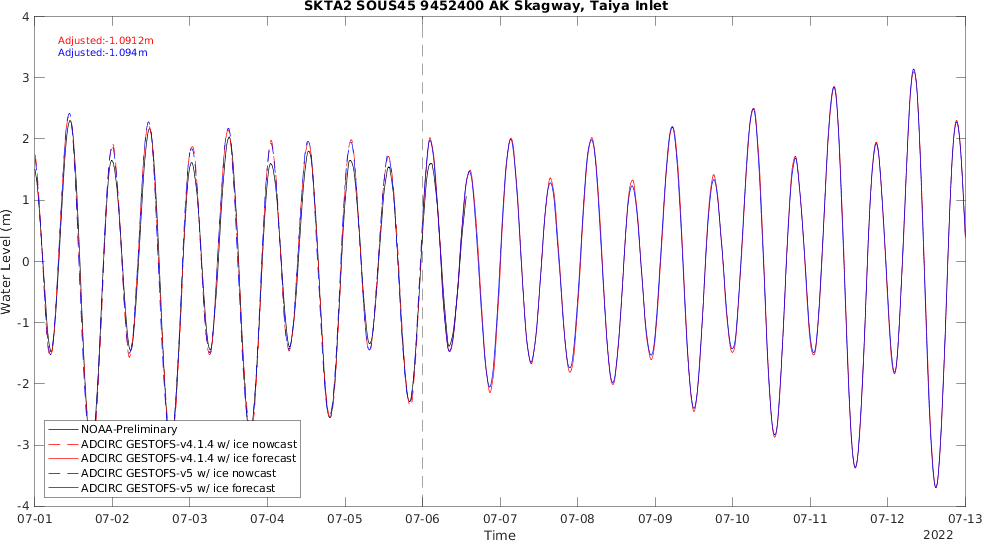 SKTA2 SOUS45 9452400 AK Skagway, Taiya Inlet
Adjusted:-1.0912m
Adjusted:-1.094m
4
3
2
1
0
-1
-2
-3
-4
Water Level (m)
NOAA-Preliminary
ADCIRC GESTOFS-v4.1.4 w/ ice nowcast
ADCIRC GESTOFS-v4.1.4 w/ ice forecast
ADCIRC GESTOFS-v5 w/ ice nowcast
ADCIRC GESTOFS-v5 w/ ice forecast
07-01 07-02 07-03 07-04 07-05 07-06 07-07 07-08 07-09 07-10 07-11 07-12 07-13
Time
2022